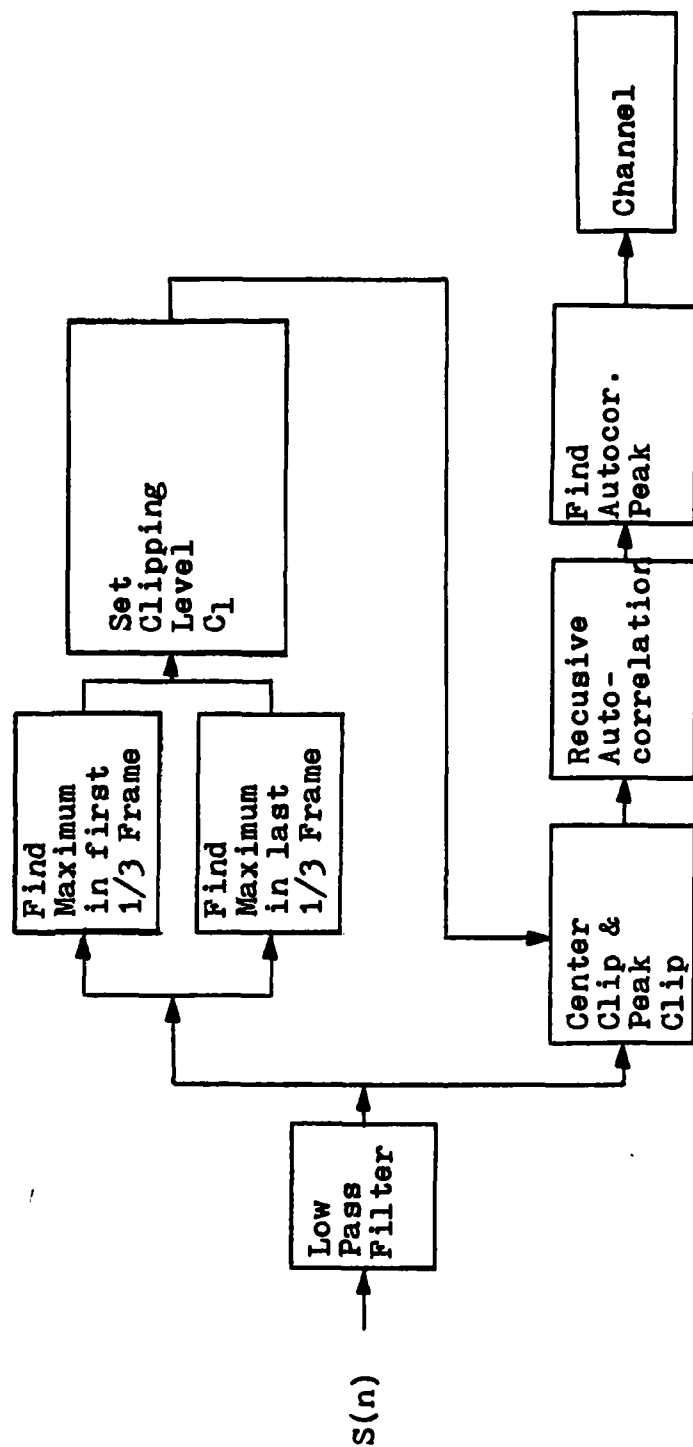 S(n)
Low
Pass
Filter
Find
Maximum
in first
1/3 Frame
Find
Maximum
in last
1/3 Frame
Set
Clipping
Level
C1
Center
Clip &
Peak
Clip
Recusive
Auto-
correlation
Find
Autocor.
Peak
Channel